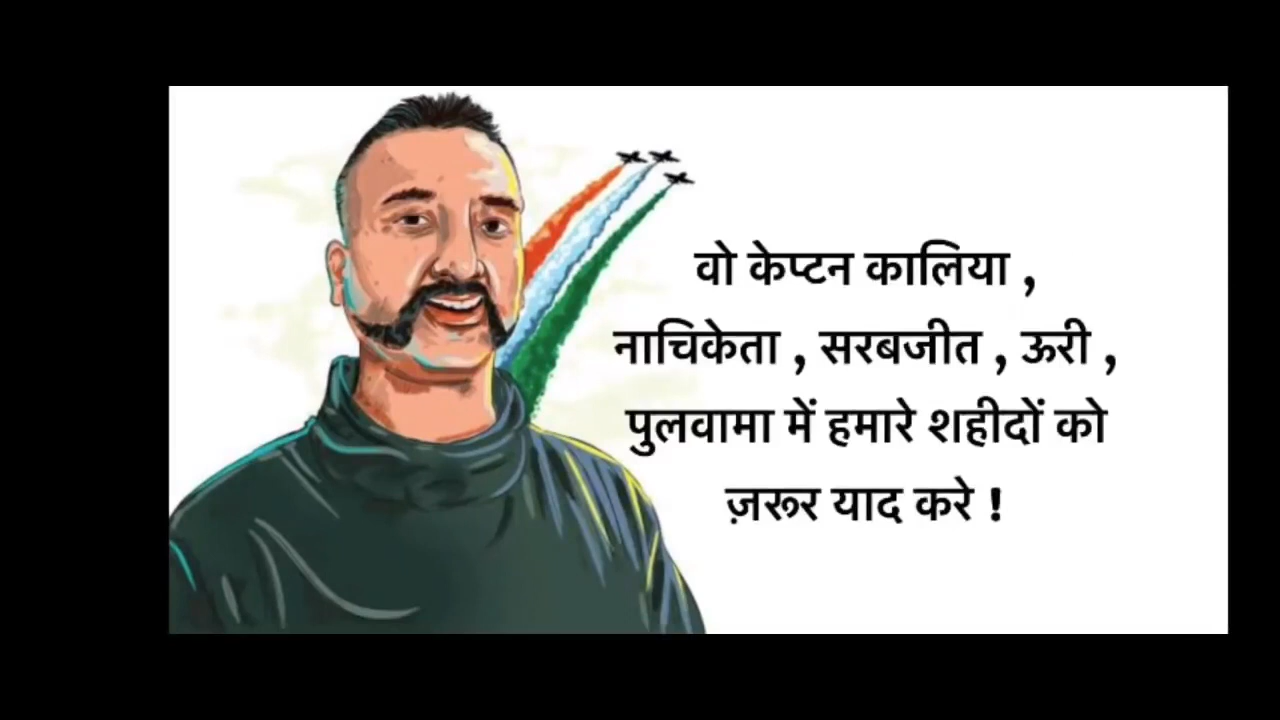 वो केप्टन कालिया ,
नाचिकेता , सरबजीत , ऊरी ,
पुलवामा में हमारे शहीदों को
ज़रूर याद करे !